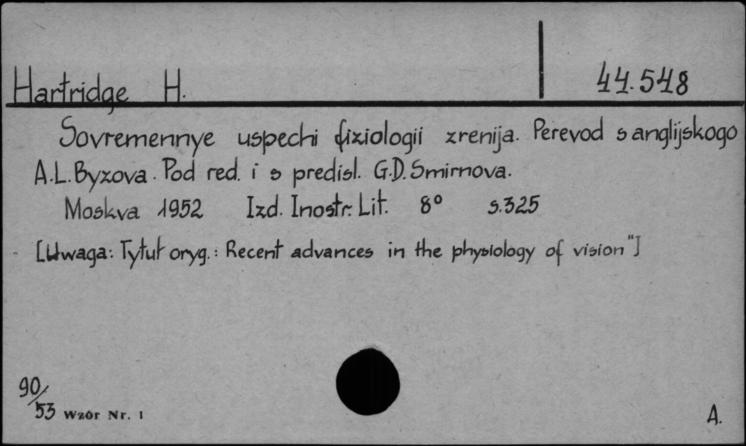 Hartridge H. 44.548
Sovremennye uspechi fiziologii zrenija. Perevod s anglijskogo
A.L.Byzova. Pod red. i s predisl. G.D.Smirnova.
Moskva 1952 Izd. Inostr. Lit. 8° s.325
[Uwaga: Tytuł oryg.: Recent advances in the physiology of vision"]
90/53 Wzór Nr. 1 A.